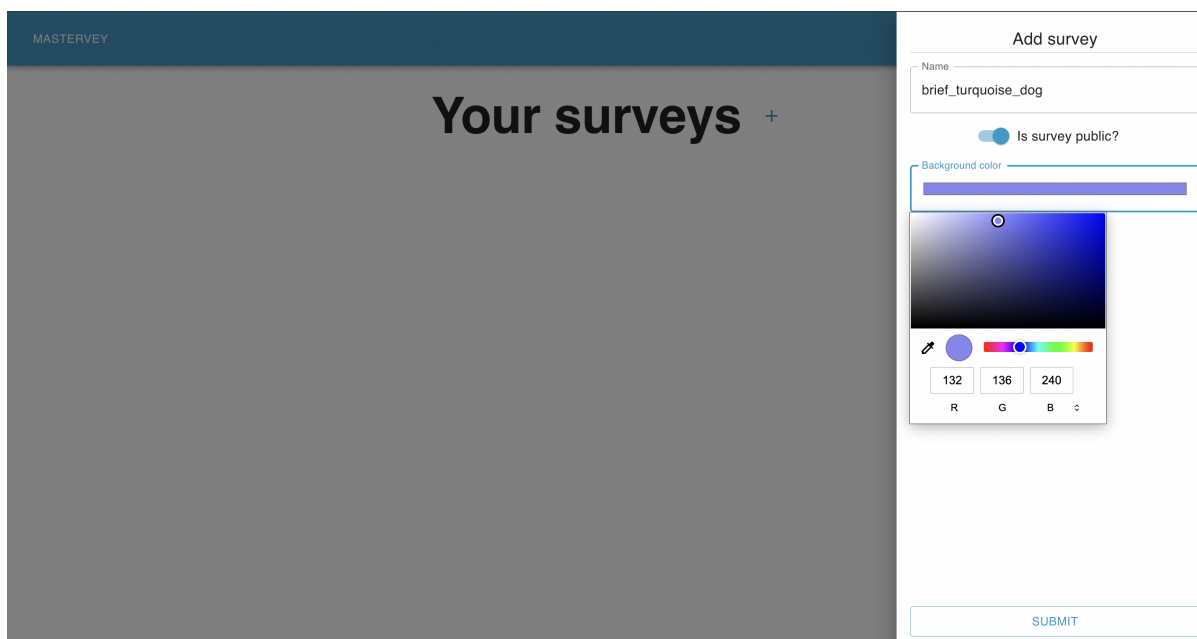 MASTERVEY
Your surveys +
Add survey
Name
brief_turquoise_dog
Is survey public?
Background color
132 136 240
R G B
SUBMIT